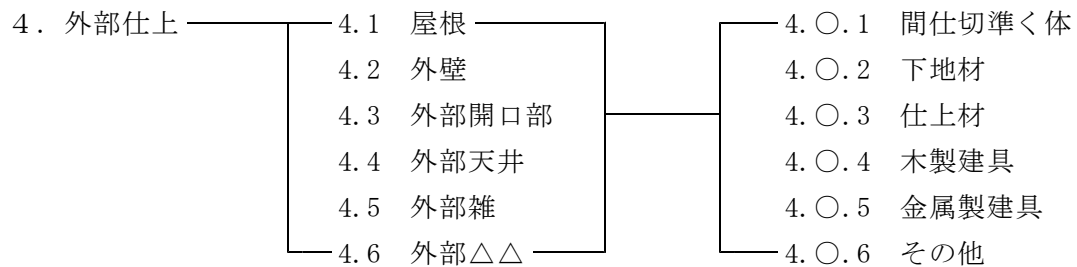 4．外部仕上　4.1　屋根　4.○.1　間仕切準く体
4.2　外壁　4.○.2　下地材
4.3　外部開口部　4.○.3　仕上材
4.4　外部天井　4.○.4　木製建具
4.5　外部雑　4.○.5　金属製建具
4.6　外部△△　4.○.6　その他